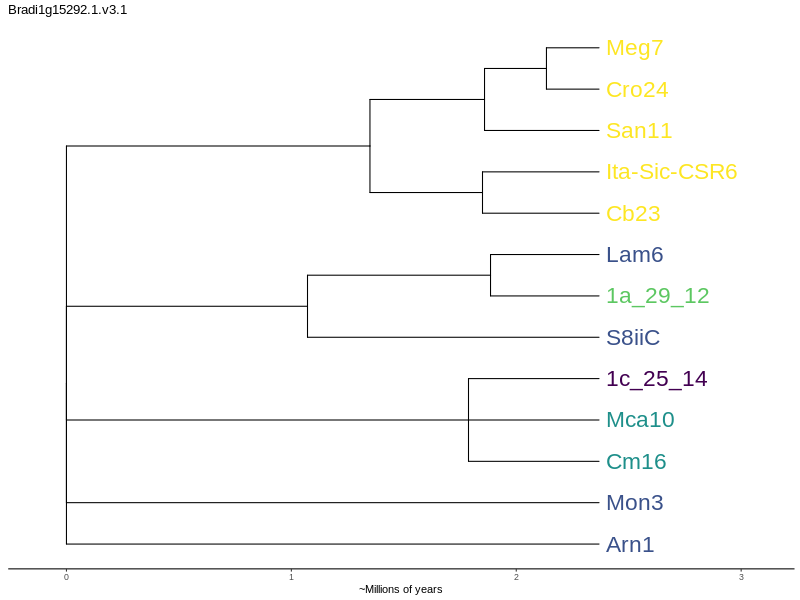 Bradi1g15292.1.v3.1
Meg7
Cro24
San11
Ita-Sic-CSR6
Cb23
Lam6
1a_29_12
S8iiC
1c_25_14
Mca10
Cm16
Mon3
Arn1
0 1 2 3
~Millions of years